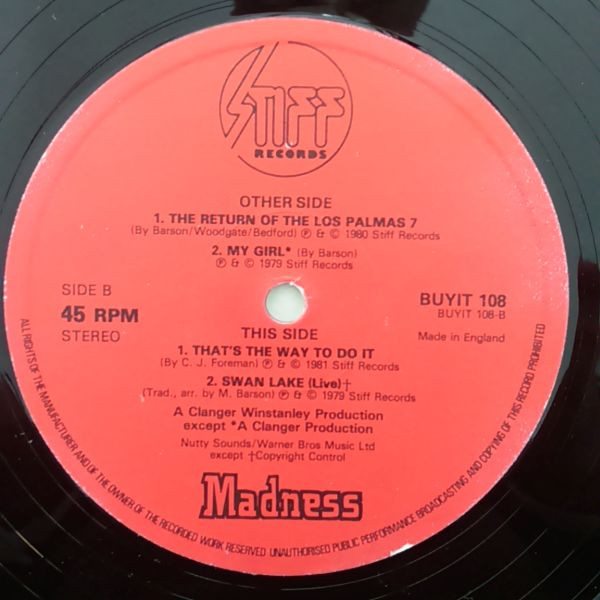 STIFF
RECORDS
OTHER SIDE
1. THE RETURN OF THE LOS PALMAS 7
(By Barson/Woodgate/Bedford) ℗ & © 1980 Stiff Records
2. MY GIRL* (By Barson)
℗ & © 1979 Stiff Records
SIDE B
45 RPM
STEREO
BUYIT 108
BUYIT 108-B
Made in England
THIS SIDE
1. THAT'S THE WAY TO DO IT
(By C. J. Foreman) ℗ & © 1981 Stiff Records
2. SWAN LAKE (Live)†
(Trad., arr. by M. Barson) ℗ & © 1979 Stiff Records
A Clanger Winstanley Production
except *A Clanger Production
Nutty Sounds/Warner Bros Music Ltd
except †Copyright Control
Madness
ALL RIGHTS OF THE MANUFACTURER AND OF THE OWNER OF THE RECORDED WORK RESERVED UNAUTHORISED PUBLIC PERFORMANCE BROADCASTING AND COPYING OF THIS RECORD PROHIBITED